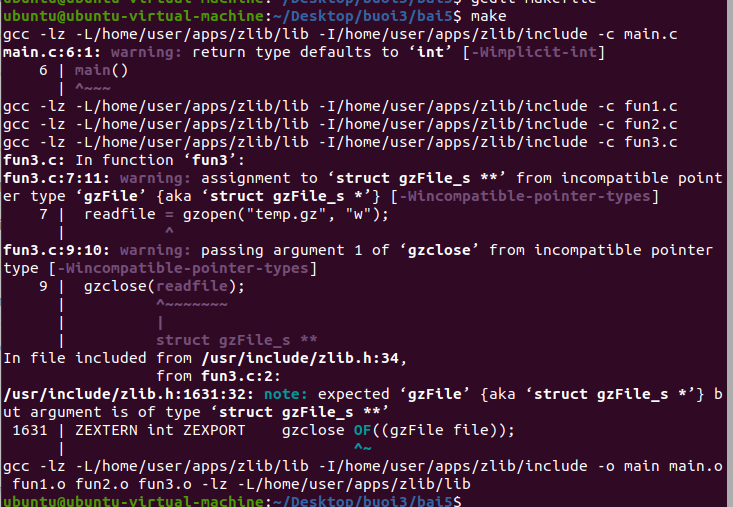 ubuntu@ubuntu-virtual-machine:~/Desktop/buoi3/bai5$ gedit makefile
ubuntu@ubuntu-virtual-machine:~/Desktop/buoi3/bai5$ make
gcc -lz -L/home/user/apps/zlib/lib -I/home/user/apps/zlib/include -c main.c
main.c:6:1: warning: return type defaults to ‘int’ [-Wimplicit-int]
    6 | main()
      | ^~~~
gcc -lz -L/home/user/apps/zlib/lib -I/home/user/apps/zlib/include -c fun1.c
gcc -lz -L/home/user/apps/zlib/lib -I/home/user/apps/zlib/include -c fun2.c
gcc -lz -L/home/user/apps/zlib/lib -I/home/user/apps/zlib/include -c fun3.c
fun3.c: In function ‘fun3’:
fun3.c:7:11: warning: assignment to ‘struct gzFile_s **’ from incompatible point
er type ‘gzFile’ {aka ‘struct gzFile_s *’} [-Wincompatible-pointer-types]
    7 |  readfile = gzopen("temp.gz", "w");
      |           ^
fun3.c:9:10: warning: passing argument 1 of ‘gzclose’ from incompatible pointer
type [-Wincompatible-pointer-types]
    9 |  gzclose(readfile);
      |          ^~~~~~~~
      |          |
      |          struct gzFile_s **
In file included from /usr/include/zlib.h:34,
                 from fun3.c:2:
/usr/include/zlib.h:1631:32: note: expected ‘gzFile’ {aka ‘struct gzFile_s *’} b
ut argument is of type ‘struct gzFile_s **’
 1631 | ZEXTERN int ZEXPORT    gzclose OF((gzFile file));
      |                                ^~
gcc -lz -L/home/user/apps/zlib/lib -I/home/user/apps/zlib/include -o main main.o
 fun1.o fun2.o fun3.o -lz -L/home/user/apps/zlib/lib
ubuntu@ubuntu-virtual-machine:~/Desktop/buoi3/bai5$